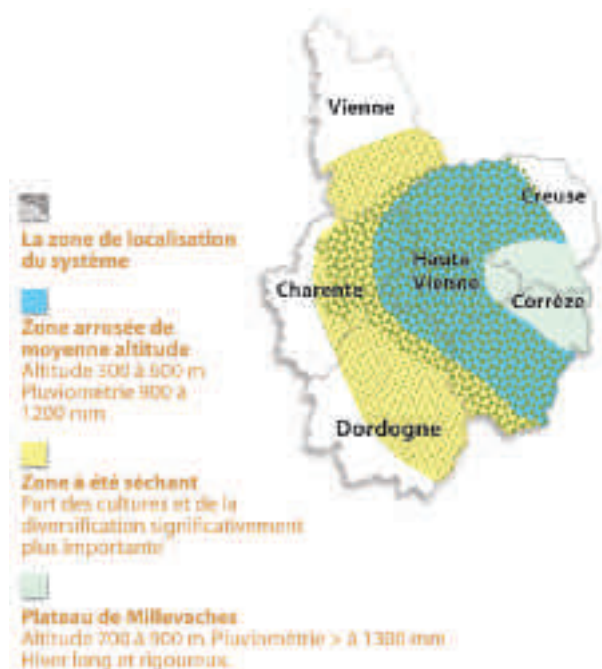 Vienne
Creuse
Haute
Vienne
Charente
Corrèze
Dordogne
La zone de localisation
du système
Zone arrosée de
moyenne altitude
Altitude 300 à 600 m
Pluviométrie 900 à
1200 mm
Zone à été séchant
Part des cultures et de la
diversification significativement
plus importante
Plateau de Millevaches
Altitude 700 à 900 m Pluviométrie > à 1300 mm
Hiver long et rigoureux.